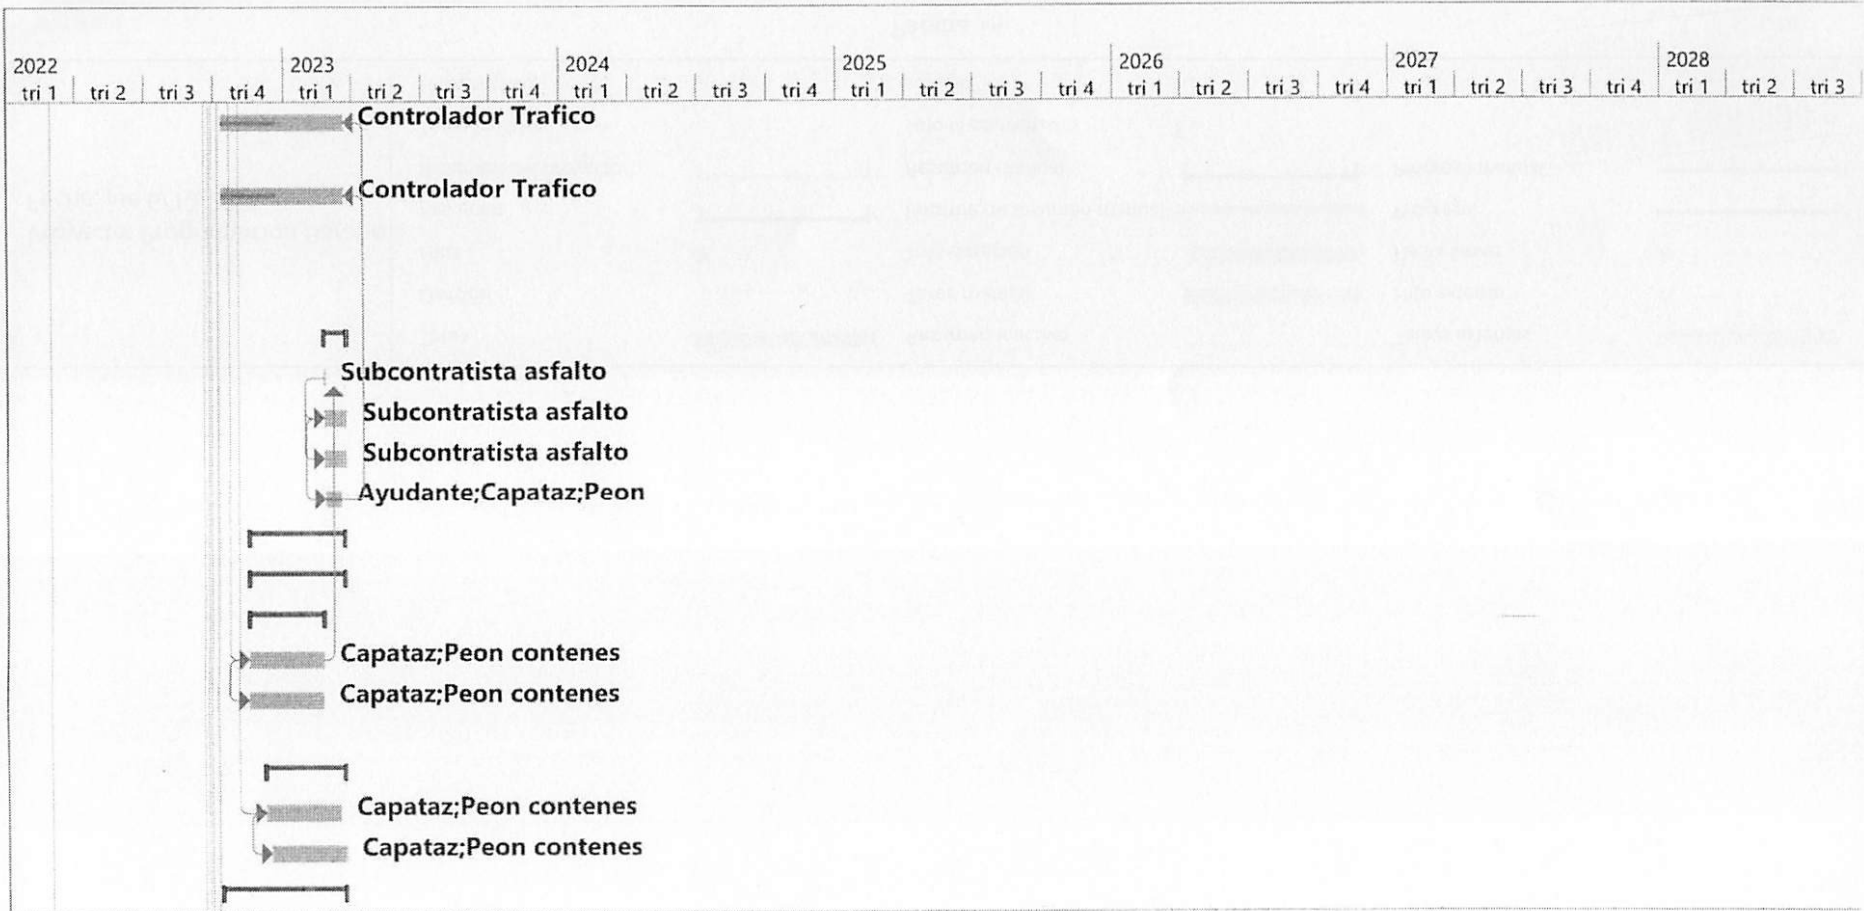 2022 2023 2024 2025 2026 2027 2028
tri 1 tri 2 tri 3 tri 4 tri 1 tri 2 tri 3 tri 4 tri 1 tri 2 tri 3 tri 4 tri 1 tri 2 tri 3 tri 4 tri 1 tri 2 tri 3 tri 4 tri 1 tri 2 tri 3 tri 4 tri 1 tri 2 tri 3
Controlador Trafico
Controlador Trafico
Subcontratista asfalto
Subcontratista asfalto
Subcontratista asfalto
Ayudante;Capataz;Peon
Capataz;Peon contenes
Capataz;Peon contenes
Capataz;Peon contenes
Capataz;Peon contenes